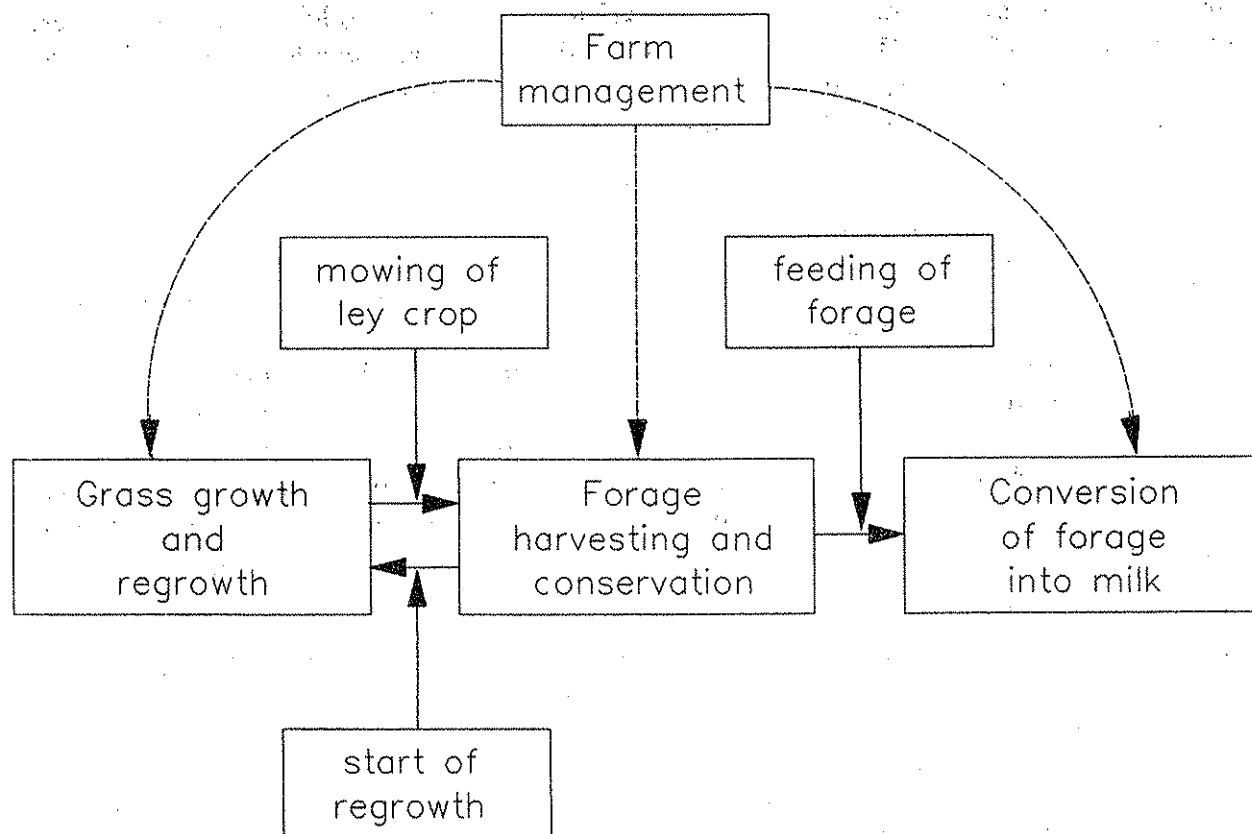 Farm
management
mowing of
ley crop
feeding of
forage
Grass growth
and
regrowth
Forage
harvesting and
conservation
Conversion
of forage
into milk
start of
regrowth